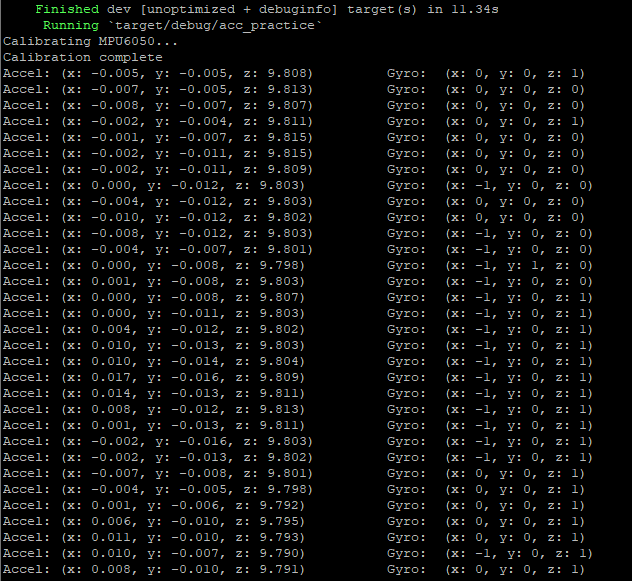 Finished dev [unoptimized + debuginfo] target(s) in 11.34s
Running `target/debug/acc_practice`
Calibrating MPU6050...
Calibration complete
Accel: (x: -0.005, y: -0.005, z: 9.808) Gyro: (x: 0, y: 0, z: 1)
Accel: (x: -0.007, y: -0.005, z: 9.813) Gyro: (x: 0, y: 0, z: 0)
Accel: (x: -0.008, y: -0.007, z: 9.807) Gyro: (x: 0, y: 0, z: 0)
Accel: (x: -0.002, y: -0.004, z: 9.811) Gyro: (x: 0, y: 0, z: 1)
Accel: (x: -0.001, y: -0.007, z: 9.815) Gyro: (x: 0, y: 0, z: 0)
Accel: (x: -0.002, y: -0.011, z: 9.815) Gyro: (x: 0, y: 0, z: 0)
Accel: (x: -0.002, y: -0.011, z: 9.809) Gyro: (x: 0, y: 0, z: 0)
Accel: (x: 0.000, y: -0.012, z: 9.803) Gyro: (x: -1, y: 0, z: 0)
Accel: (x: -0.004, y: -0.012, z: 9.803) Gyro: (x: 0, y: 0, z: 0)
Accel: (x: -0.010, y: -0.012, z: 9.802) Gyro: (x: 0, y: 0, z: 0)
Accel: (x: -0.008, y: -0.012, z: 9.803) Gyro: (x: -1, y: 0, z: 0)
Accel: (x: -0.004, y: -0.007, z: 9.801) Gyro: (x: -1, y: 0, z: 0)
Accel: (x: 0.000, y: -0.008, z: 9.798) Gyro: (x: -1, y: 1, z: 0)
Accel: (x: 0.001, y: -0.008, z: 9.803) Gyro: (x: -1, y: 0, z: 0)
Accel: (x: 0.000, y: -0.008, z: 9.807) Gyro: (x: -1, y: 0, z: 1)
Accel: (x: 0.000, y: -0.011, z: 9.803) Gyro: (x: -1, y: 0, z: 1)
Accel: (x: 0.004, y: -0.012, z: 9.802) Gyro: (x: -1, y: 0, z: 1)
Accel: (x: 0.010, y: -0.013, z: 9.803) Gyro: (x: -1, y: 0, z: 1)
Accel: (x: 0.010, y: -0.014, z: 9.804) Gyro: (x: -1, y: 0, z: 1)
Accel: (x: 0.017, y: -0.016, z: 9.809) Gyro: (x: -1, y: 0, z: 1)
Accel: (x: 0.014, y: -0.013, z: 9.811) Gyro: (x: -1, y: 0, z: 1)
Accel: (x: 0.008, y: -0.012, z: 9.813) Gyro: (x: -1, y: 0, z: 1)
Accel: (x: 0.001, y: -0.013, z: 9.811) Gyro: (x: -1, y: 0, z: 1)
Accel: (x: -0.002, y: -0.016, z: 9.803) Gyro: (x: -1, y: 0, z: 1)
Accel: (x: -0.002, y: -0.013, z: 9.802) Gyro: (x: -1, y: 0, z: 1)
Accel: (x: -0.007, y: -0.008, z: 9.801) Gyro: (x: 0, y: 0, z: 1)
Accel: (x: -0.004, y: -0.005, z: 9.798) Gyro: (x: 0, y: 0, z: 1)
Accel: (x: 0.001, y: -0.006, z: 9.792) Gyro: (x: 0, y: 0, z: 1)
Accel: (x: 0.006, y: -0.010, z: 9.795) Gyro: (x: 0, y: 0, z: 1)
Accel: (x: 0.011, y: -0.010, z: 9.793) Gyro: (x: 0, y: 0, z: 1)
Accel: (x: 0.010, y: -0.007, z: 9.790) Gyro: (x: -1, y: 0, z: 1)
Accel: (x: 0.008, y: -0.010, z: 9.791) Gyro: (x: 0, y: 0, z: 1)